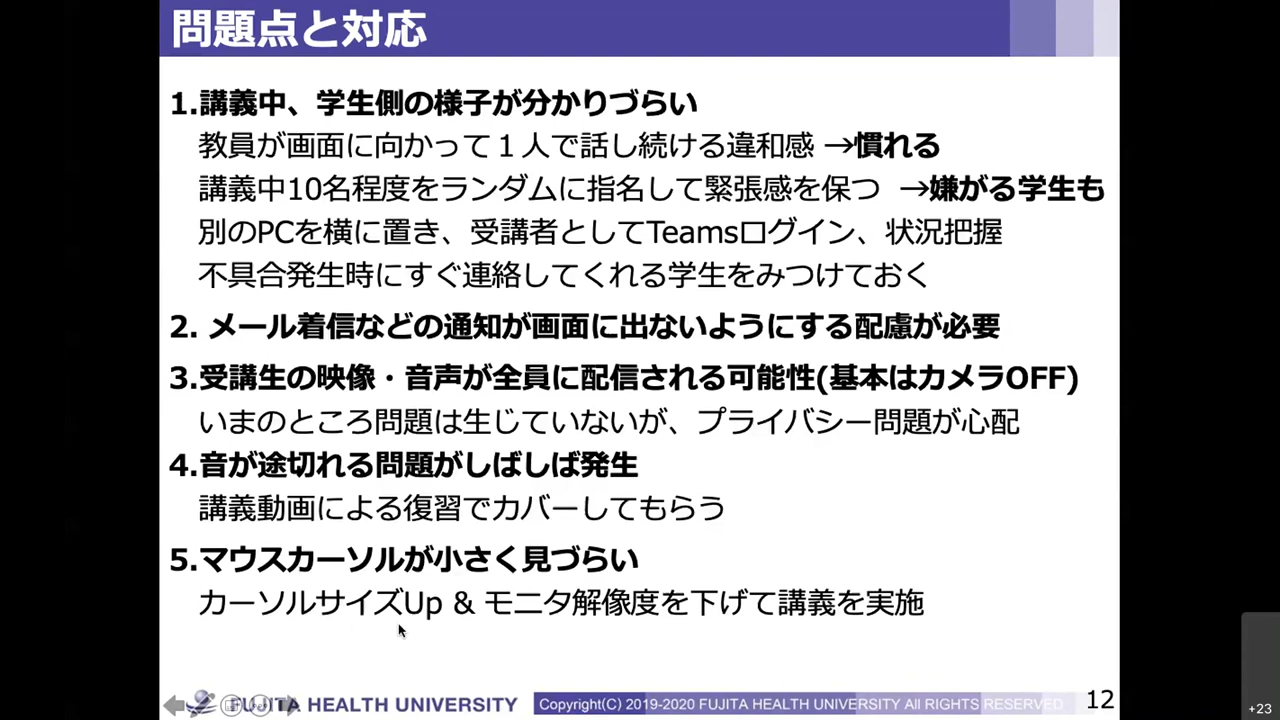 問題点と対応
1.講義中、学生側の様子が分かりづらい
教員が画面に向かって１人で話し続ける違和感 →慣れる
講義中10名程度をランダムに指名して緊張感を保つ →嫌がる学生も
別のPCを横に置き、受講者としてTeamsログイン、状況把握
不具合発生時にすぐ連絡してくれる学生をみつけておく
2. メール着信などの通知が画面に出ないようにする配慮が必要
3.受講生の映像・音声が全員に配信される可能性(基本はカメラOFF)
いまのところ問題は生じていないが、プライバシー問題が心配
4.音が途切れる問題がしばしば発生
講義動画による復習でカバーしてもらう
5.マウスカーソルが小さく見づらい
カーソルサイズUp & モニタ解像度を下げて講義を実施
FUJITA HEALTH UNIVERSITY
Copyright(C) 2019-2020 FUJITA HEALTH UNIVERSITY All RIGHTS RESERVED
12
+23